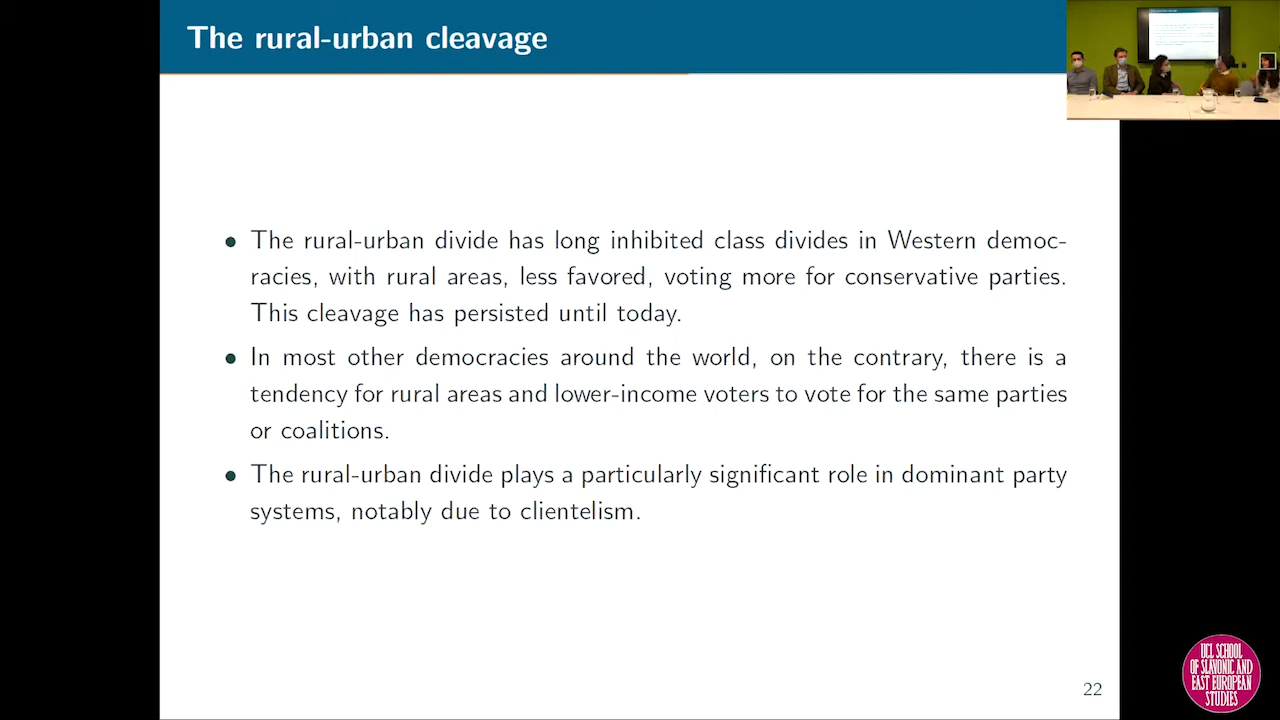 The rural-urban cleavage
• The rural-urban divide has long inhibited class divides in Western democ-
racies, with rural areas, less favored, voting more for conservative parties.
This cleavage has persisted until today.
• In most other democracies around the world, on the contrary, there is a
tendency for rural areas and lower-income voters to vote for the same parties
or coalitions.
• The rural-urban divide plays a particularly significant role in dominant party
systems, notably due to clientelism.
22
UCL SCHOOL
OF SLAVONIC AND
EAST EUROPEAN
STUDIES